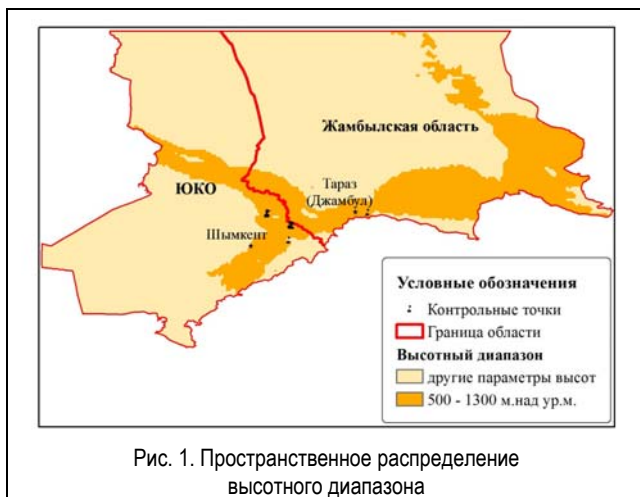 Жамбылская область
Тараз
(Джамбул)
ЮКО
Шымкент
Условные обозначения
Контрольные точки
Граница области
Высотный диапазон
другие параметры высот
500 - 1300 м.над ур.м.
Рис. 1. Пространственное распределение
высотного диапазона